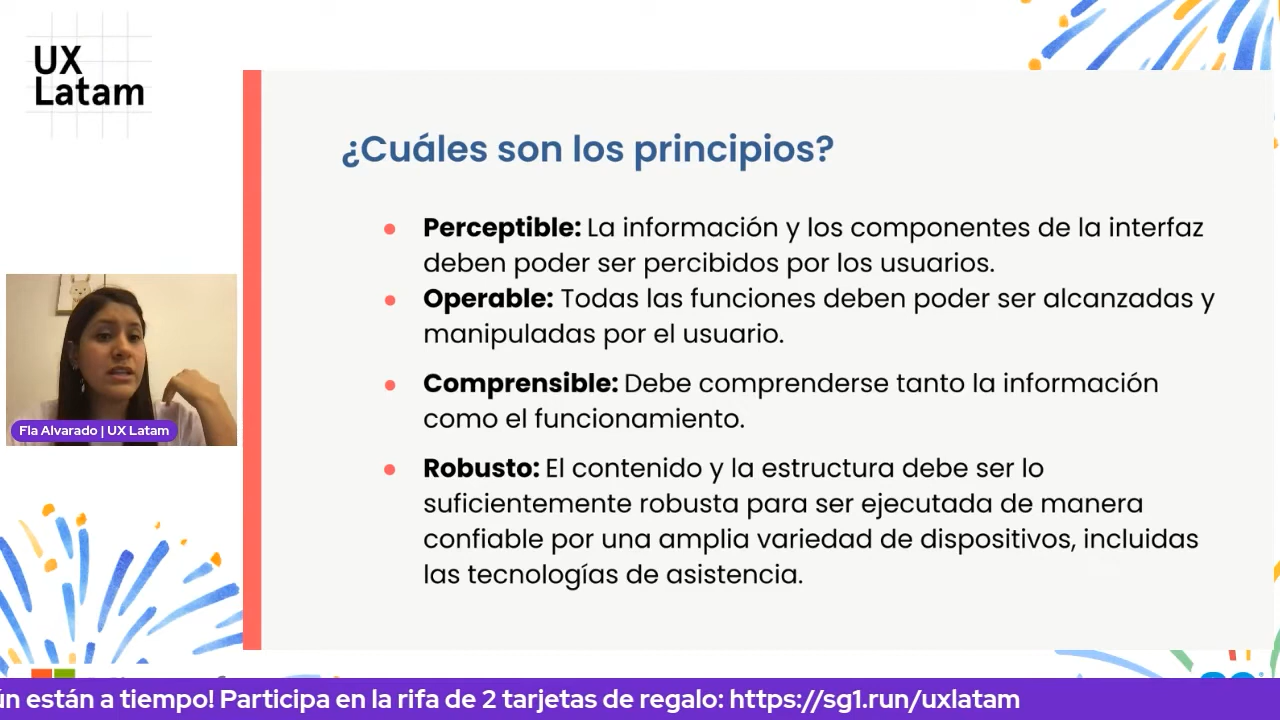 UX
Latam
¿Cuáles son los principios?
Perceptible: La información y los componentes de la interfaz
deben poder ser percibidos por los usuarios.
Operable: Todas las funciones deben poder ser alcanzadas y
manipuladas por el usuario.
Comprensible: Debe comprenderse tanto la información
como el funcionamiento.
Robusto: El contenido y la estructura debe ser lo
suficientemente robusta para ser ejecutada de manera
confiable por una amplia variedad de dispositivos, incluidas
las tecnologías de asistencia.
Fla Alvarado | UX Latam
están a tiempo! Participa en la rifa de 2 tarjetas de regalo: https://sg1.run/uxlatam